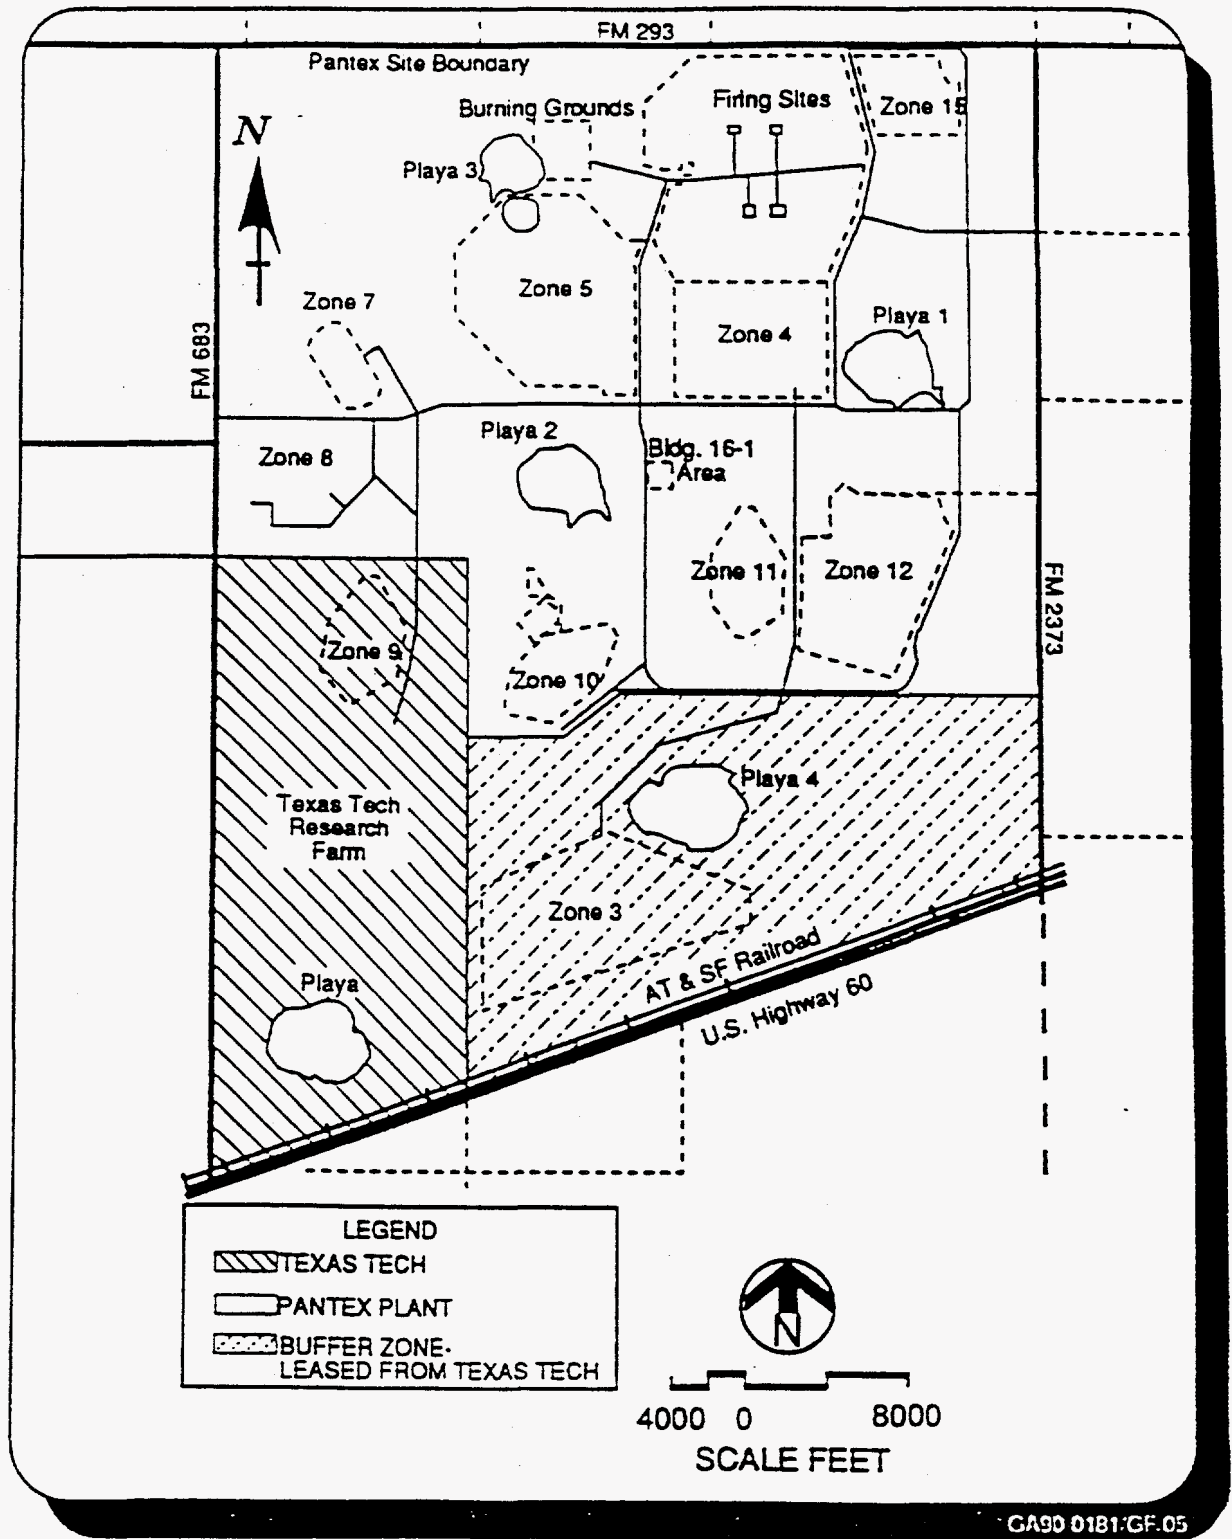 FM 293
Pantex Site Boundary
Burning Grounds
Firing Sites
Zone 15
N
Playa 3
Zone 5
Zone 7
Playa 1
Zone 4
FM 683
Playa 2
Bldg. 16-1
Area
Zone 8
Zone 11
Zone 12
FM 2373
Zone 9
Zone 10
Playa 4
Texas Tech
Research
Farm
Zone 3
AT & SF Railroad
Playa
U.S. Highway 60
LEGEND
TEXAS TECH
PANTEX PLANT
BUFFER ZONE-
LEASED FROM TEXAS TECH
N
4000 0 8000
SCALE FEET
GA90 0181/GF-05